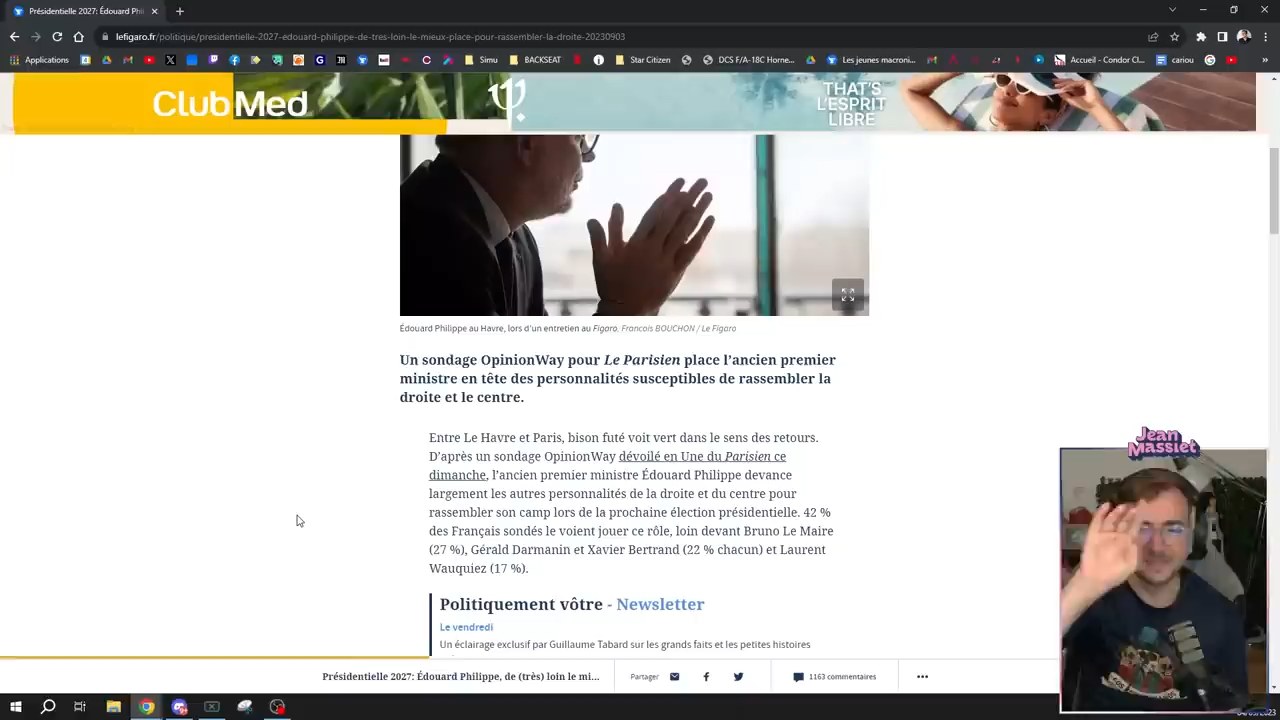 Édouard Philippe, de
lefigaro.fr/politique/presidentielle-2027-edouard-philippe-de-tres-loin-le-mieux-place-pour-rassembler-la-droite-20230903
Applications
Simu
BACKSEAT
Star Citizen
DCS F/A-18C Horne...
Les jeunes macroni...
Accueil - Condor Cl...
cariou
Club Med
THAT'S
L'ESPRIT
LIBRE
Édouard Philippe au Havre, lors d'un entretien au Figaro. Francois BOUCHON / Le Figaro
Un sondage OpinionWay pour Le Parisien place l'ancien premier
ministre en tête des personnalités susceptibles de rassembler la
droite et le centre.
Entre Le Havre et Paris, bison futé voit vert dans le sens des retours.
D'après un sondage OpinionWay dévoilé en Une du Parisien ce
dimanche, l'ancien premier ministre Édouard Philippe devance
largement les autres personnalités de la droite et du centre pour
rassembler son camp lors de la prochaine élection présidentielle. 42 %
des Français sondés le voient jouer ce rôle, loin devant Bruno Le Maire
(27 %), Gérald Darmanin et Xavier Bertrand (22 % chacun) et Laurent
Wauquiez (17 %).
Politiquement vôtre - Newsletter
Le vendredi
Un éclairage exclusif par Guillaume Tabard sur les grands faits et les petites histoires
Présidentielle 2027: Édouard Philippe, de (très) loin le mi...
Partager
1163 commentaires
Jean
Massiet